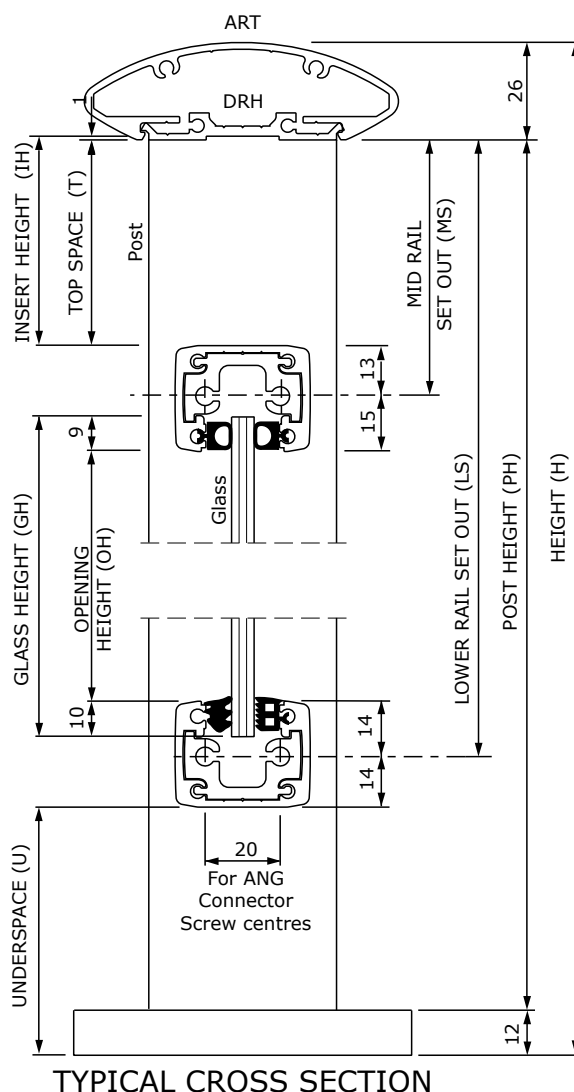 ART
DRH
1
26
INSERT HEIGHT (IH)
TOP SPACE (T)
Post
MID RAIL
SET OUT (MS)
13
15
9
Glass
GLASS HEIGHT (GH)
OPENING
HEIGHT (OH)
LOWER RAIL SET OUT (LS)
POST HEIGHT (PH)
HEIGHT (H)
10
14
14
20
For ANG
Connector
Screw centres
UNDERSPACE (U)
12
TYPICAL CROSS SECTION